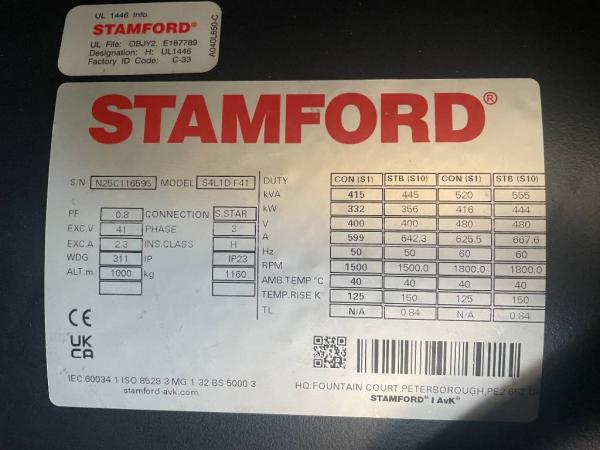 UL 1446 Info.
STAMFORD®
UL File: OBJY2. E187789
Designation: H: UL1446
Factory ID Code: C-33
A040L650-C
STAMFORD®
S/N N25C116595 MODEL S4L1D F41
PF 0.8 CONNECTION S.STAR
EXC.V 41 PHASE 3
EXC.A 2.3 INS.CLASS H
WDG 311 IP IP23
ALT.m 1000 kg 1160
DUTY CON (S1) STB (S10) CON (S1) STB (S10)
kVA 415 445 520 555
kW 332 356 416 444
V 400 400 480 480
A 599 642.3 625.5 667.6
Hz 50 50 60 60
RPM 1500 1500.0 1800.0 1800.0
AMB.TEMP °C 40 40 40 40
TEMP.RISE K 125 150 125 150
TL N/A 0.84 N/A 0.84
CE
UK
CA
IEC 60034 1 ISO 8528 3 MG 1 32 BS 5000 3
stamford-avk.com
HQ:FOUNTAIN COURT,PETERBOROUGH,PE2
STAMFORD® | AvK®